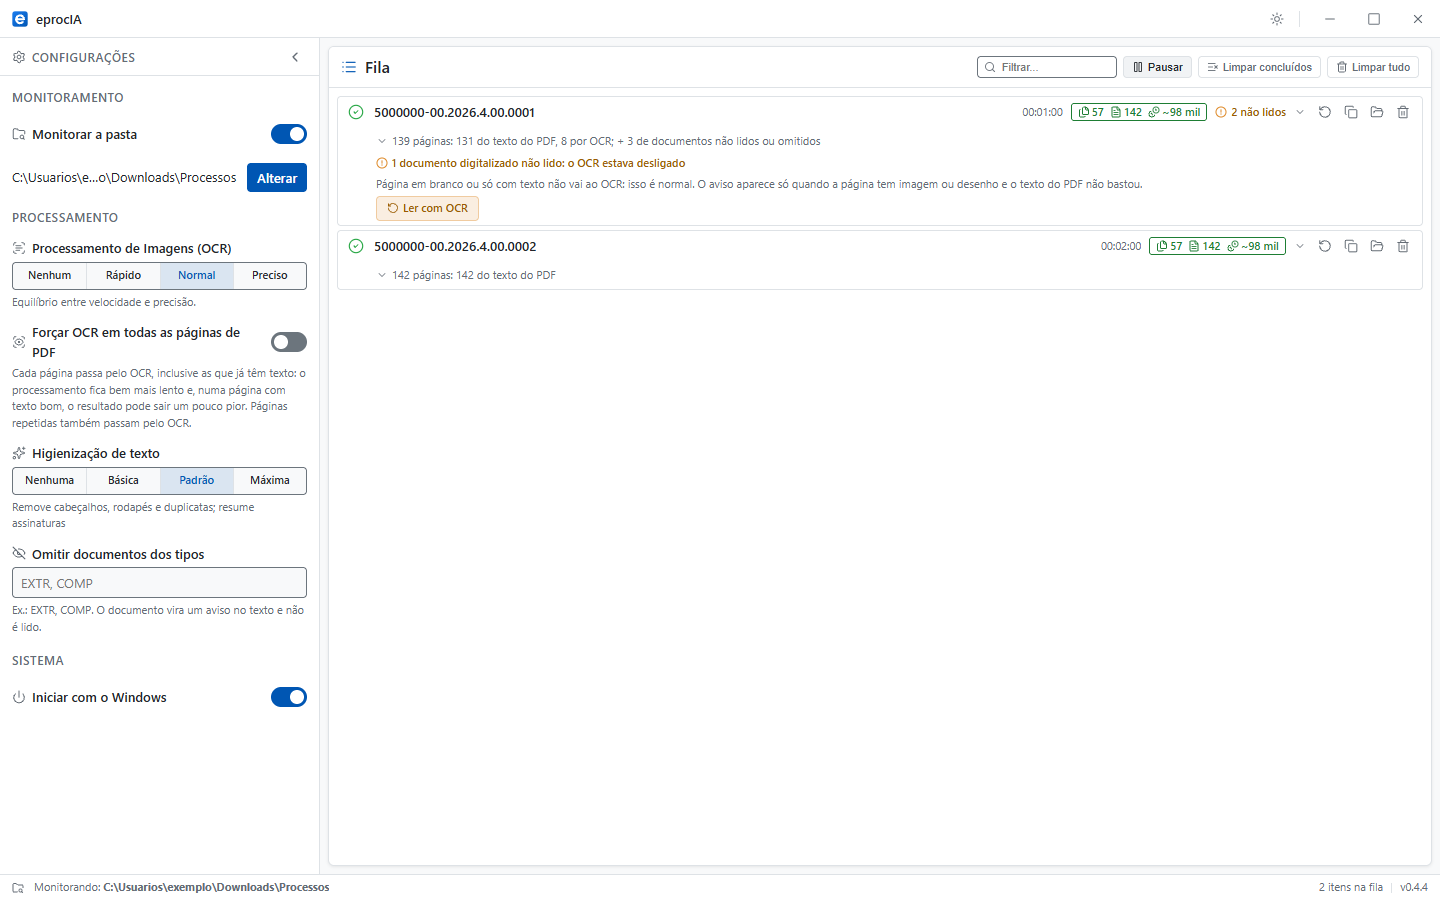 eprocIA
CONFIGURAÇÕES
MONITORAMENTO
Monitorar a pasta
C:\Usuarios\e...o\Downloads\Processos
Alterar
PROCESSAMENTO
Processamento de Imagens (OCR)
Nenhum Rápido Normal Preciso
Equilíbrio entre velocidade e precisão.
Forçar OCR em todas as páginas de
PDF
Cada página passa pelo OCR, inclusive as que já têm texto: o
processamento fica bem mais lento e, numa página com
texto bom, o resultado pode sair um pouco pior. Páginas
repetidas também passam pelo OCR.
Higienização de texto
Nenhuma Básica Padrão Máxima
Remove cabeçalhos, rodapés e duplicatas; resume
assinaturas
Omitir documentos dos tipos
EXTR, COMP
Ex.: EXTR, COMP. O documento vira um aviso no texto e não
é lido.
SISTEMA
Iniciar com o Windows
Fila
Filtrar...
Pausar
Limpar concluídos
Limpar tudo
5000000-00.2026.4.00.0001
00:01:00 57 142 ~98 mil 2 não lidos
139 páginas: 131 do texto do PDF, 8 por OCR; + 3 de documentos não lidos ou omitidos
1 documento digitalizado não lido: o OCR estava desligado
Página em branco ou só com texto não vai ao OCR: isso é normal. O aviso aparece só quando a página tem imagem ou desenho e o texto do PDF não bastou.
Ler com OCR
5000000-00.2026.4.00.0002
00:02:00 57 142 ~98 mil
142 páginas: 142 do texto do PDF
Monitorando: C:\Usuarios\exemplo\Downloads\Processos
2 itens na fila
v0.4.4